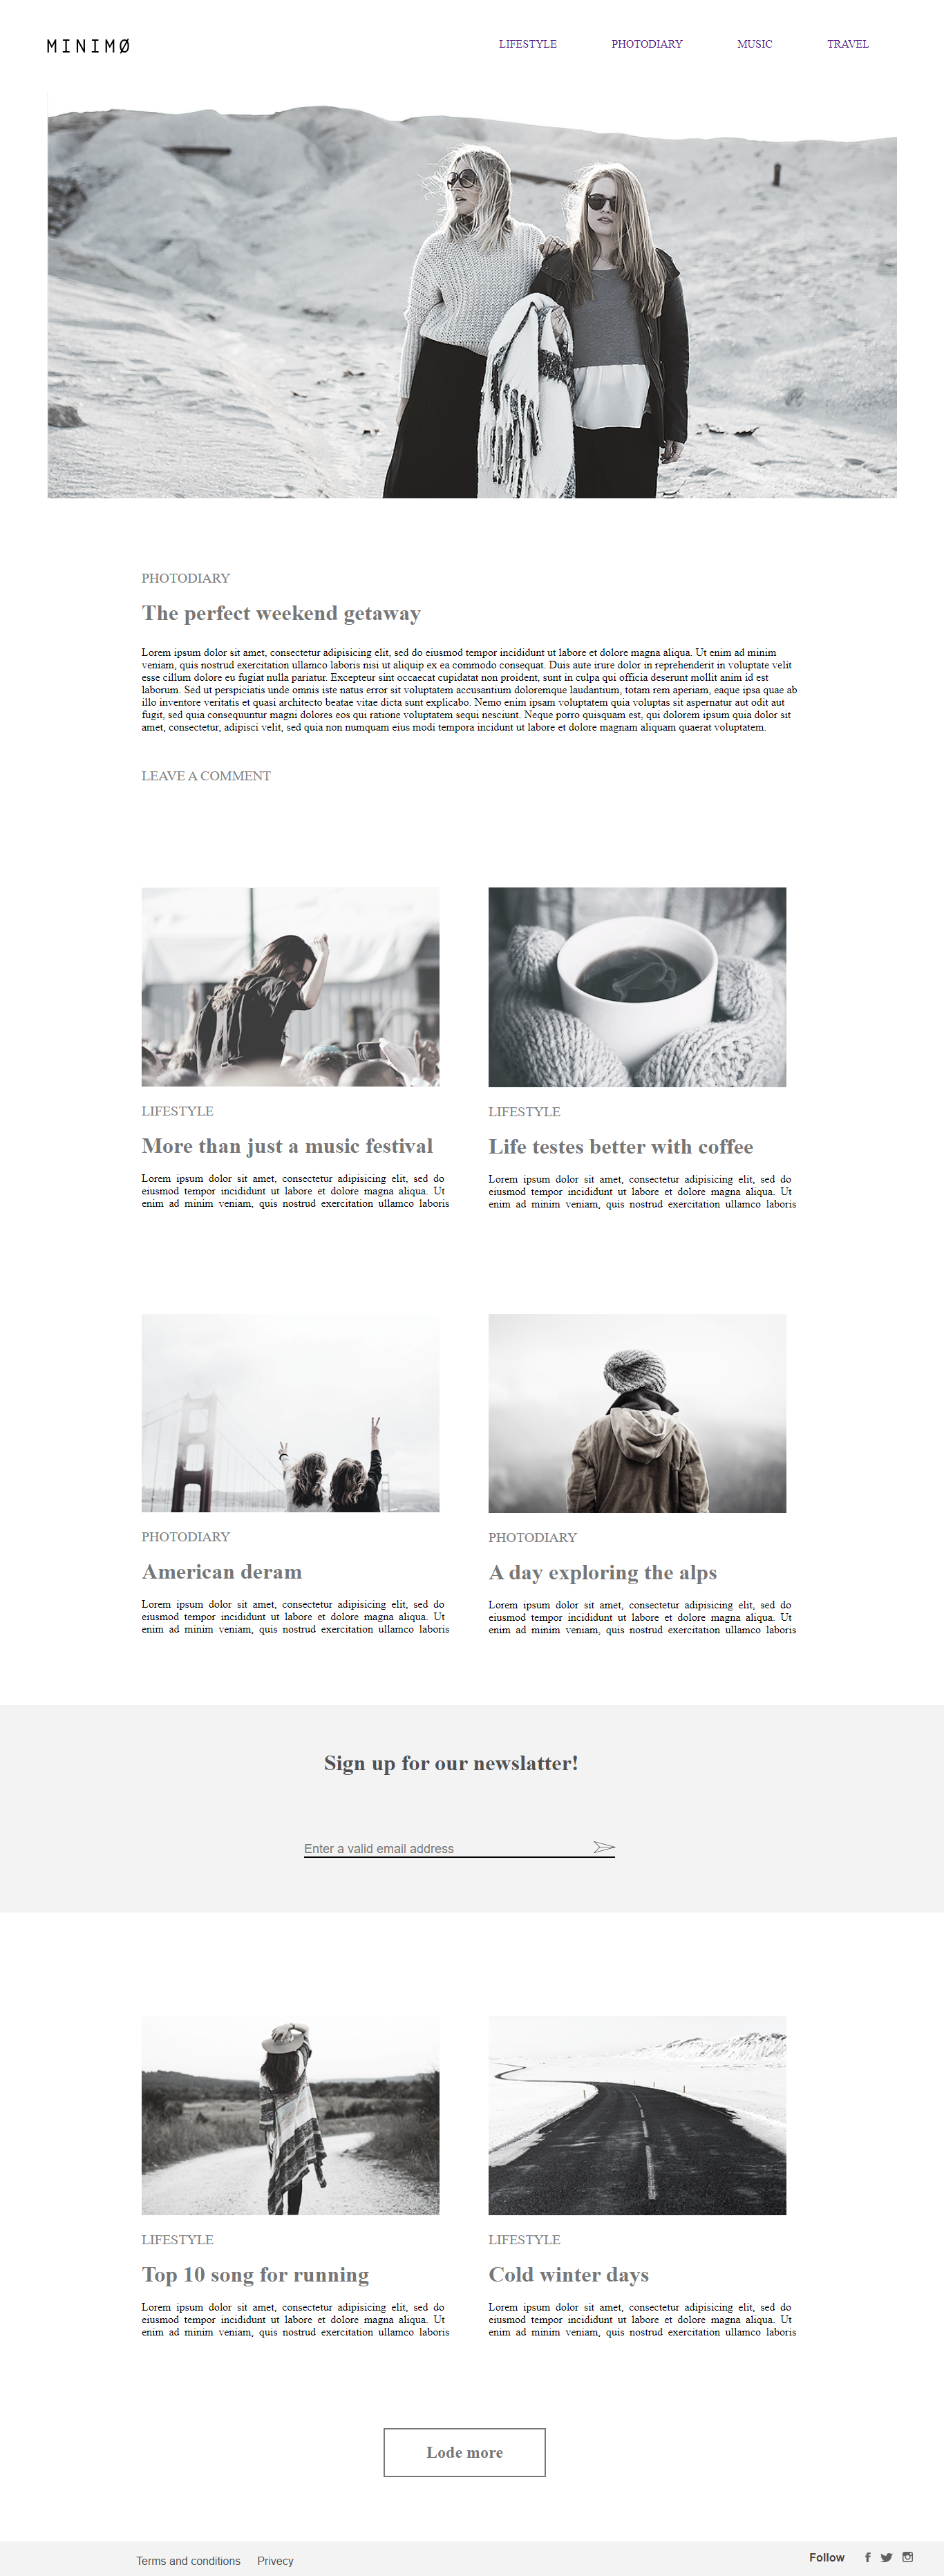 MINIMØ
LIFESTYLE PHOTODIARY MUSIC TRAVEL
PHOTODIARY
The perfect weekend getaway
Lorem ipsum dolor sit amet, consectetur adipisicing elit, sed do eiusmod tempor incididunt ut labore et dolore magna aliqua. Ut enim ad minim
veniam, quis nostrud exercitation ullamco laboris nisi ut aliquip ex ea commodo consequat. Duis aute irure dolor in reprehenderit in voluptate velit
esse cillum dolore eu fugiat nulla pariatur. Excepteur sint occaecat cupidatat non proident, sunt in culpa qui officia deserunt mollit anim id est
laborum. Sed ut perspiciatis unde omnis iste natus error sit voluptatem accusantium doloremque laudantium, totam rem aperiam, eaque ipsa quae ab
illo inventore veritatis et quasi architecto beatae vitae dicta sunt explicabo. Nemo enim ipsam voluptatem quia voluptas sit aspernatur aut odit aut
fugit, sed quia consequuntur magni dolores eos qui ratione voluptatem sequi nesciunt. Neque porro quisquam est, qui dolorem ipsum quia dolor sit
amet, consectetur, adipisci velit, sed quia non numquam eius modi tempora incidunt ut labore et dolore magnam aliquam quaerat voluptatem.
LEAVE A COMMENT
LIFESTYLE
More than just a music festival
Lorem ipsum dolor sit amet, consectetur adipisicing elit, sed do
eiusmod tempor incididunt ut labore et dolore magna aliqua. Ut
enim ad minim veniam, quis nostrud exercitation ullamco laboris
LIFESTYLE
Life testes better with coffee
Lorem ipsum dolor sit amet, consectetur adipisicing elit, sed do
eiusmod tempor incididunt ut labore et dolore magna aliqua. Ut
enim ad minim veniam, quis nostrud exercitation ullamco laboris
PHOTODIARY
American deram
Lorem ipsum dolor sit amet, consectetur adipisicing elit, sed do
eiusmod tempor incididunt ut labore et dolore magna aliqua. Ut
enim ad minim veniam, quis nostrud exercitation ullamco laboris
PHOTODIARY
A day exploring the alps
Lorem ipsum dolor sit amet, consectetur adipisicing elit, sed do
eiusmod tempor incididunt ut labore et dolore magna aliqua. Ut
enim ad minim veniam, quis nostrud exercitation ullamco laboris
Sign up for our newslatter!
Enter a valid email address
LIFESTYLE
Top 10 song for running
Lorem ipsum dolor sit amet, consectetur adipisicing elit, sed do
eiusmod tempor incididunt ut labore et dolore magna aliqua. Ut
enim ad minim veniam, quis nostrud exercitation ullamco laboris
LIFESTYLE
Cold winter days
Lorem ipsum dolor sit amet, consectetur adipisicing elit, sed do
eiusmod tempor incididunt ut labore et dolore magna aliqua. Ut
enim ad minim veniam, quis nostrud exercitation ullamco laboris
Lode more
Terms and conditions Privecy Follow